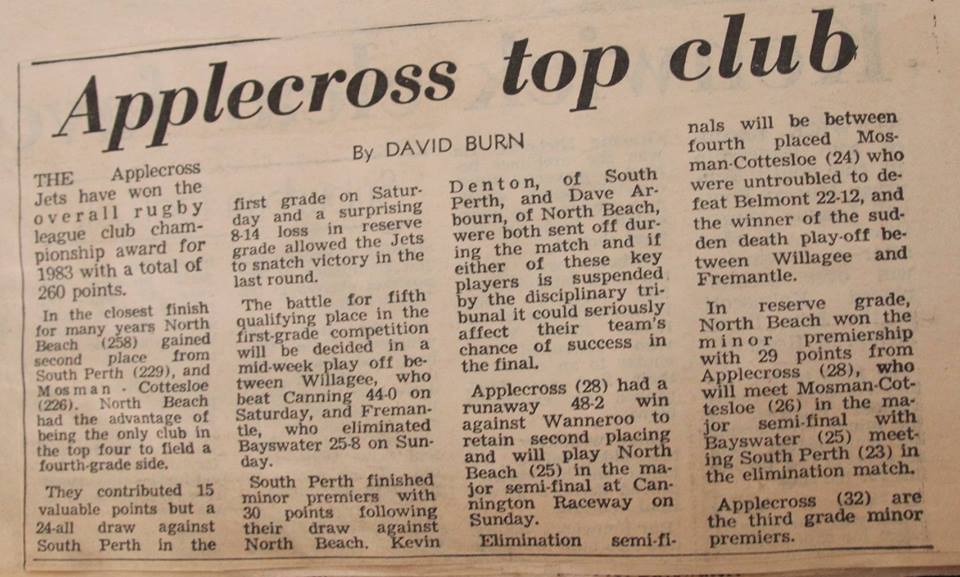 Applecross top club
By DAVID BURN
THE Applecross
Jets have won the
overall rugby
league club cham-
pionship award for
1983 with a total of
260 points.
In the closest finish
for many years North
Beach (258) gained
second place from
South Perth (229), and
Mosman - Cottesloe
(226). North Beach
had the advantage of
being the only club in
the top four to field a
fourth-grade side.
They contributed 15
valuable points but a
24-all draw against
South Perth in the
first grade on Satur-
day and a surprising
8-14 loss in reserve
grade allowed the Jets
to snatch victory in the
last round.
The battle for fifth
qualifying place in the
first-grade competition
will be decided in a
mid-week play off be-
tween Willagee, who
beat Canning 44-0 on
Saturday, and Freman-
tle, who eliminated
Bayswater 25-8 on Sun-
day.
South Perth finished
minor premiers with
30 points following
their draw against
North Beach. Kevin
Denton, of South
Perth, and Dave Ar-
bourn, of North Beach,
were both sent off dur-
ing the match and if
either of these key
players is suspended
by the disciplinary tri-
bunal it could seriously
affect their team's
chance of success in
the final.
Applecross (28) had a
runaway 48-2 win
against Wanneroo to
retain second placing
and will play North
Beach (25) in the ma-
jor semi-final at Can-
nington Raceway on
Sunday.
Elimination semi-fi-
nals will be between
fourth placed Mos-
man-Cottesloe (24) who
were untroubled to de-
feat Belmont 22-12, and
the winner of the sud-
den death play-off be-
tween Willagee and
Fremantle.
In reserve grade,
North Beach won the
minor premiership
with 29 points from
Applecross (28), who
will meet Mosman-Cot-
tesloe (26) in the ma-
jor semi-final with
Bayswater (25) meet-
ing South Perth (23) in
the elimination match.
Applecross (32) are
the third grade minor
premiers.